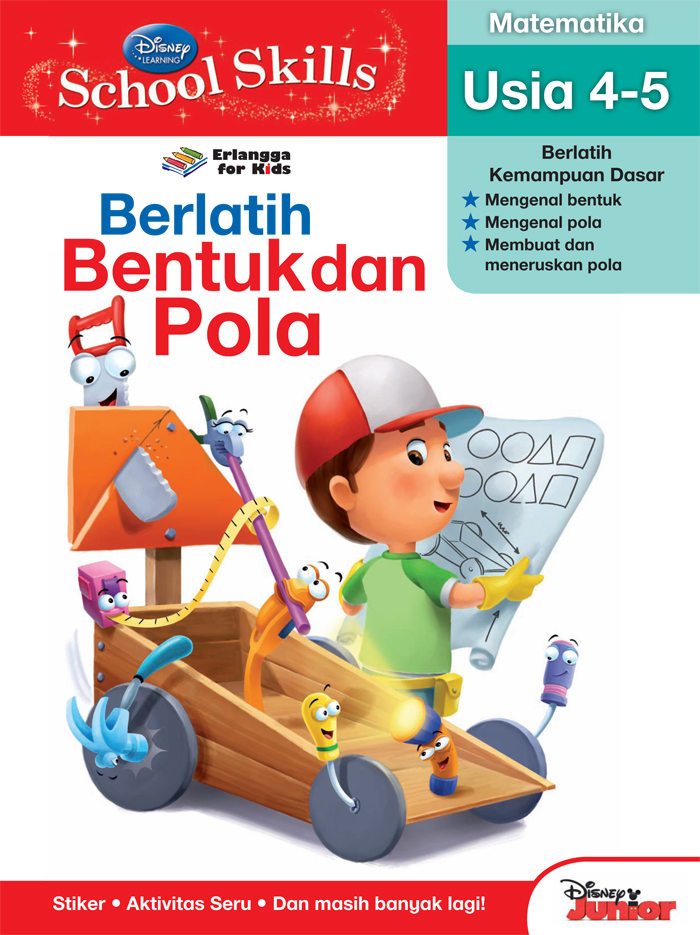 Disney
LEARNING
School Skills
Matematika
Usia 4-5
Berlatih
Kemampuan Dasar
Mengenal bentuk
Mengenal pola
Membuat dan
meneruskan pola
Erlangga
for Kids
Berlatih
Bentuk dan
Pola
Stiker • Aktivitas Seru • Dan masih banyak lagi!
Disney
Junior